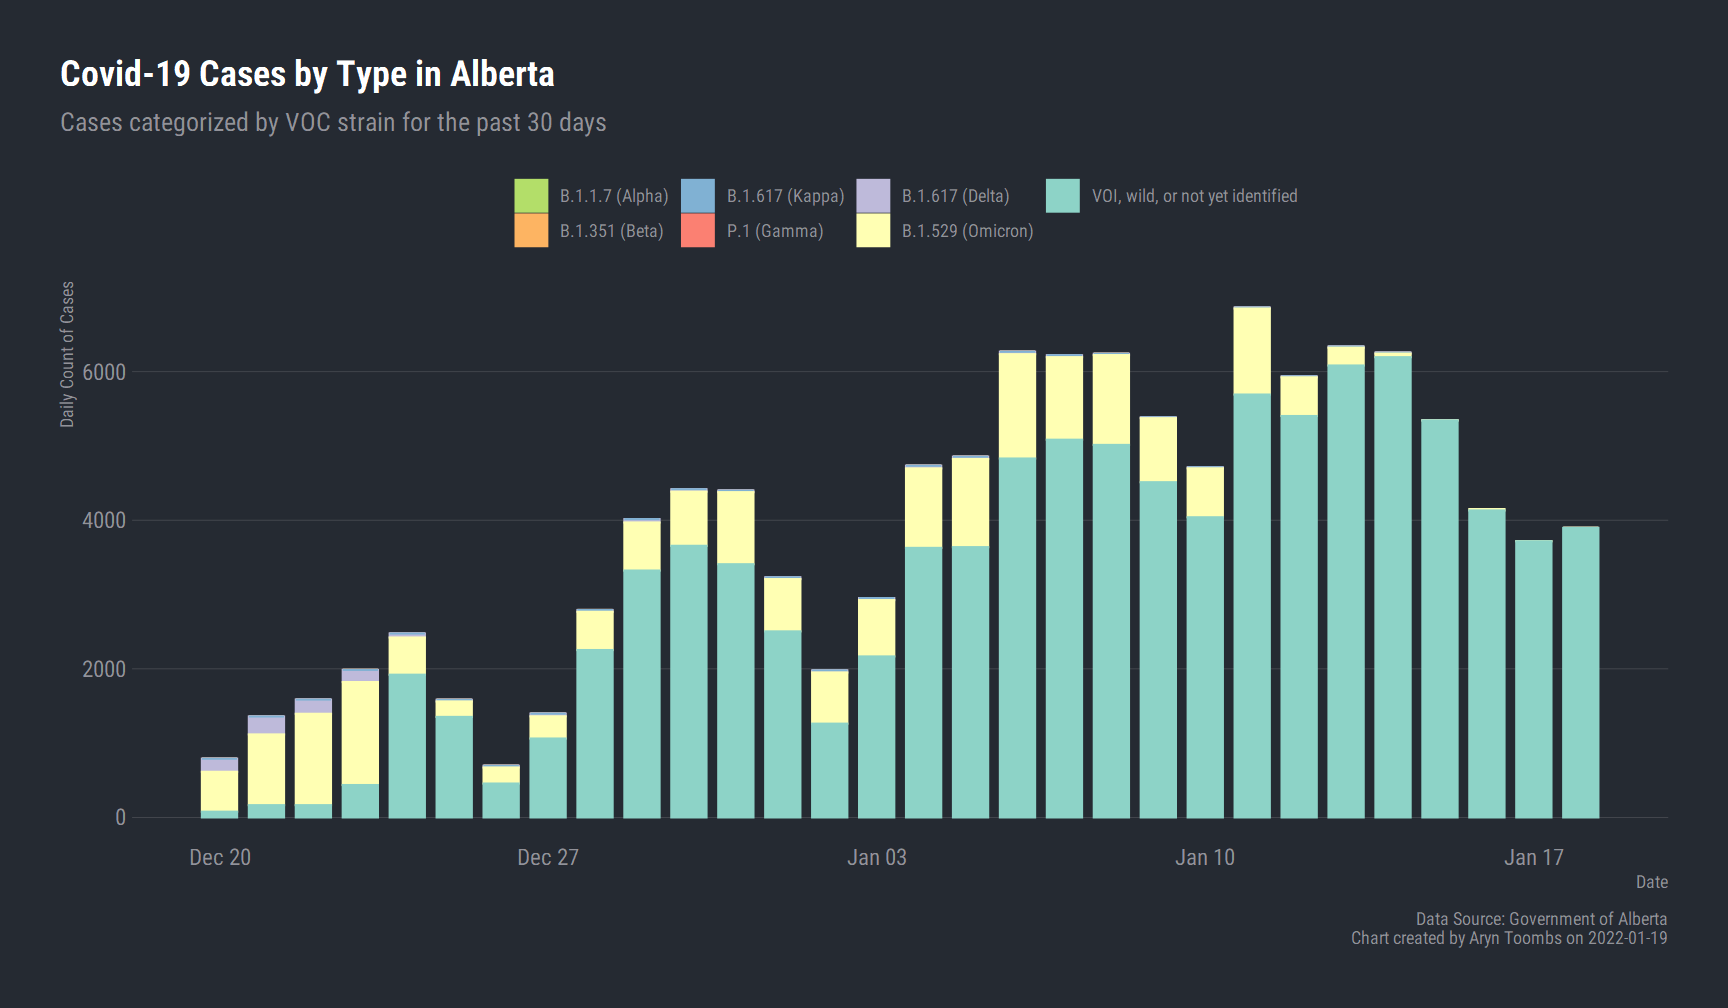 Covid-19 Cases by Type in Alberta
Cases categorized by VOC strain for the past 30 days
B.1.1.7 (Alpha) B.1.617 (Kappa) B.1.617 (Delta) VOI, wild, or not yet identified
B.1.351 (Beta) P.1 (Gamma) B.1.529 (Omicron)
Daily Count of Cases
6000
4000
2000
0
Dec 20 Dec 27 Jan 03 Jan 10 Jan 17
Date
Data Source: Government of Alberta
Chart created by Aryn Toombs on 2022-01-19